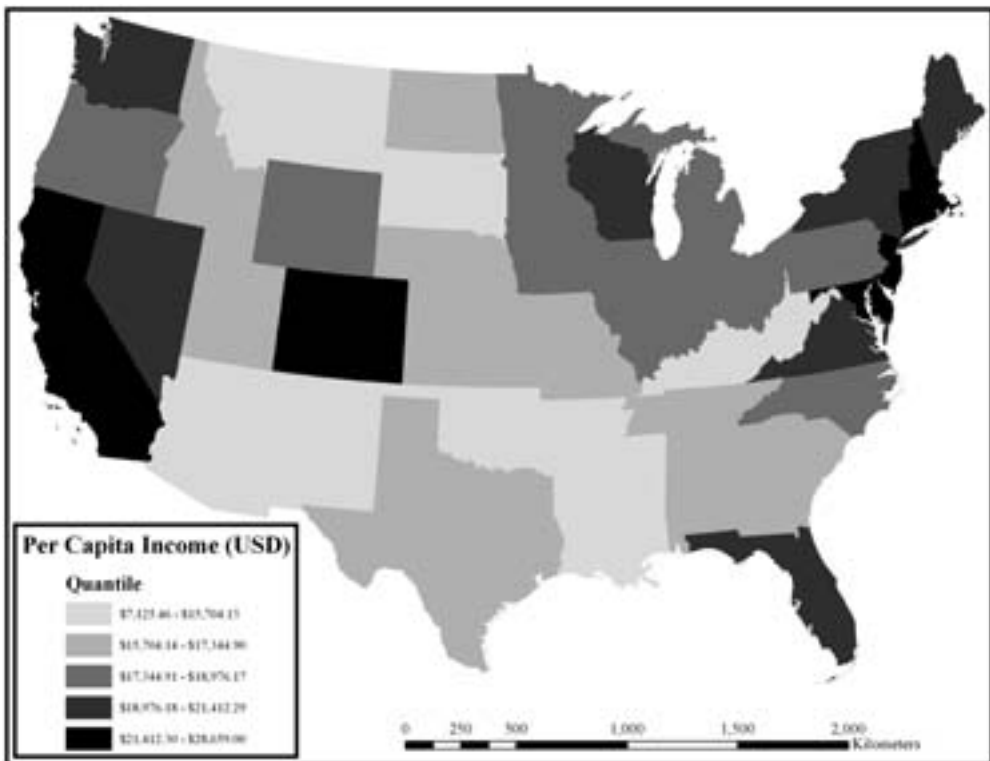 Per Capita Income (USD)
Quantile
$7,125.46 - $15,704.13
$15,704.14 - $17,344.90
$17,344.91 - $18,976.17
$18,976.18 - $21,412.29
$21,412.30 - $28,039.00
0 250 500 1,000 1,500 2,000
Kilometers